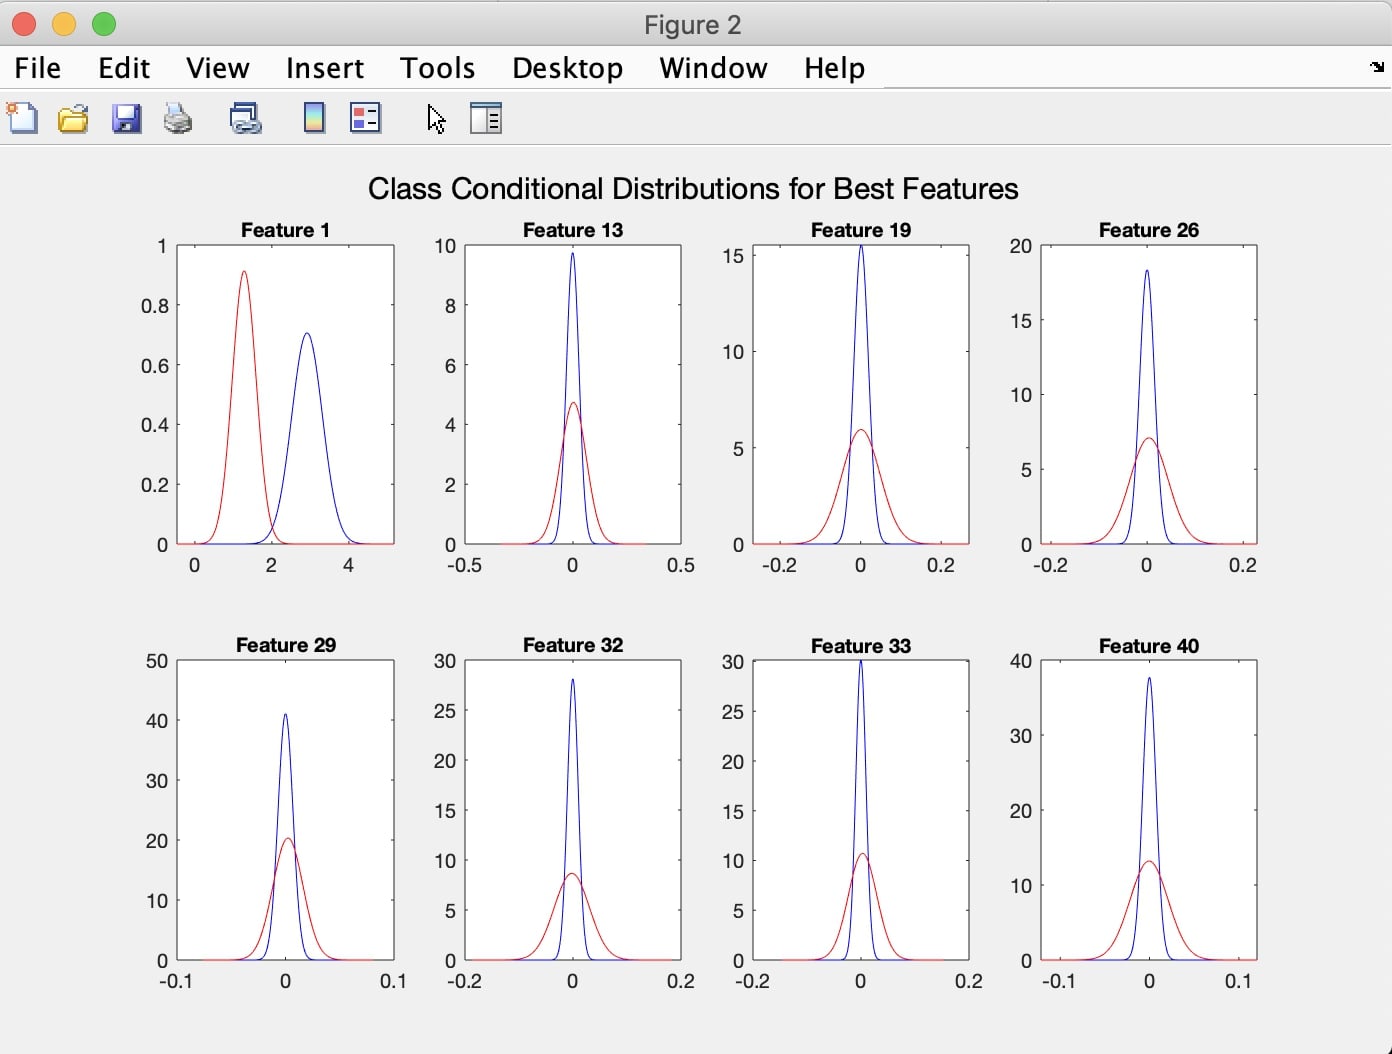 Figure 2
File Edit View Insert Tools Desktop Window Help
Class Conditional Distributions for Best Features
Feature 1
1
0.8
0.6
0.4
0.2
0
0 2 4
Feature 13
10
8
6
4
2
0
-0.5 0 0.5
Feature 19
15
10
5
0
-0.2 0 0.2
Feature 26
20
15
10
5
0
-0.2 0 0.2
Feature 29
50
40
30
20
10
0
-0.1 0 0.1
Feature 32
30
25
20
15
10
5
0
-0.2 0 0.2
Feature 33
30
25
20
15
10
5
0
-0.2 0 0.2
Feature 40
40
30
20
10
0
-0.1 0 0.1